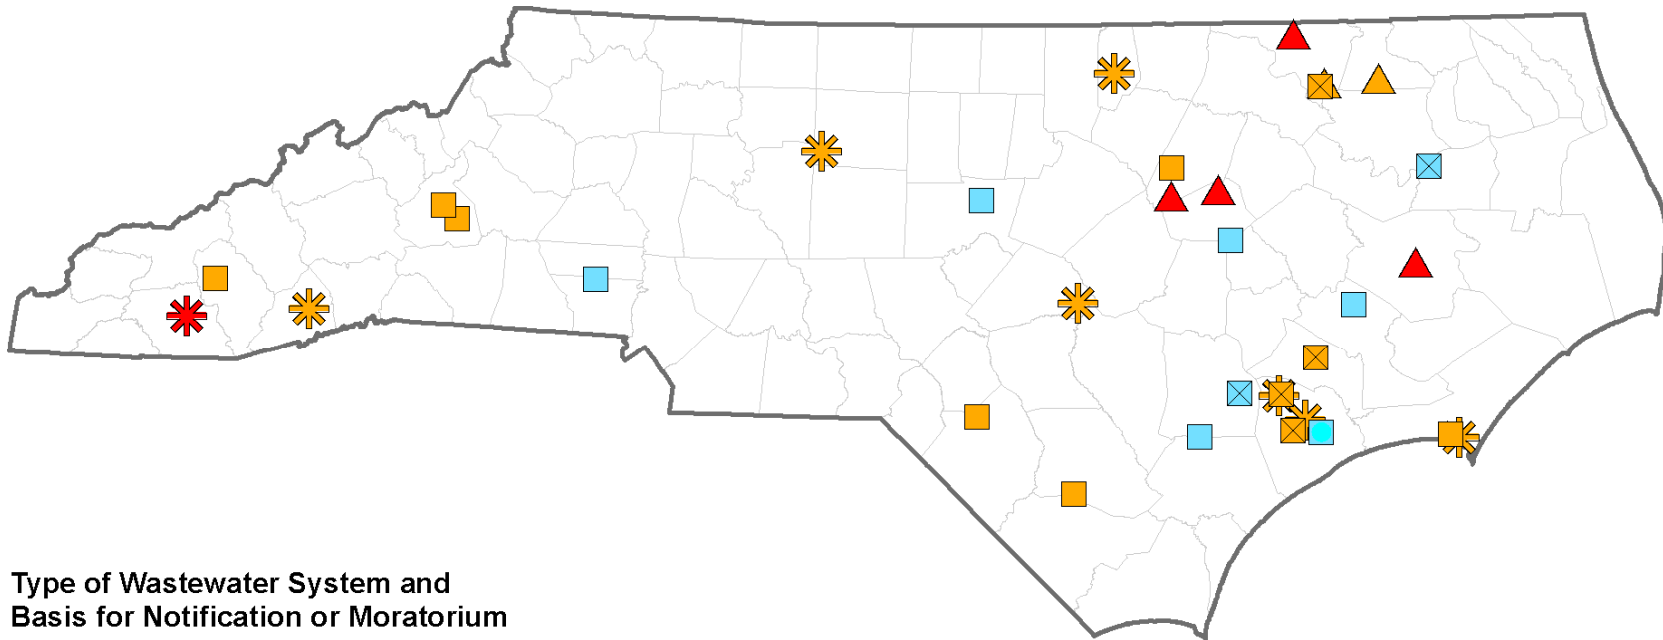 Type of Wastewater System and
Basis for Notification or Moratorium